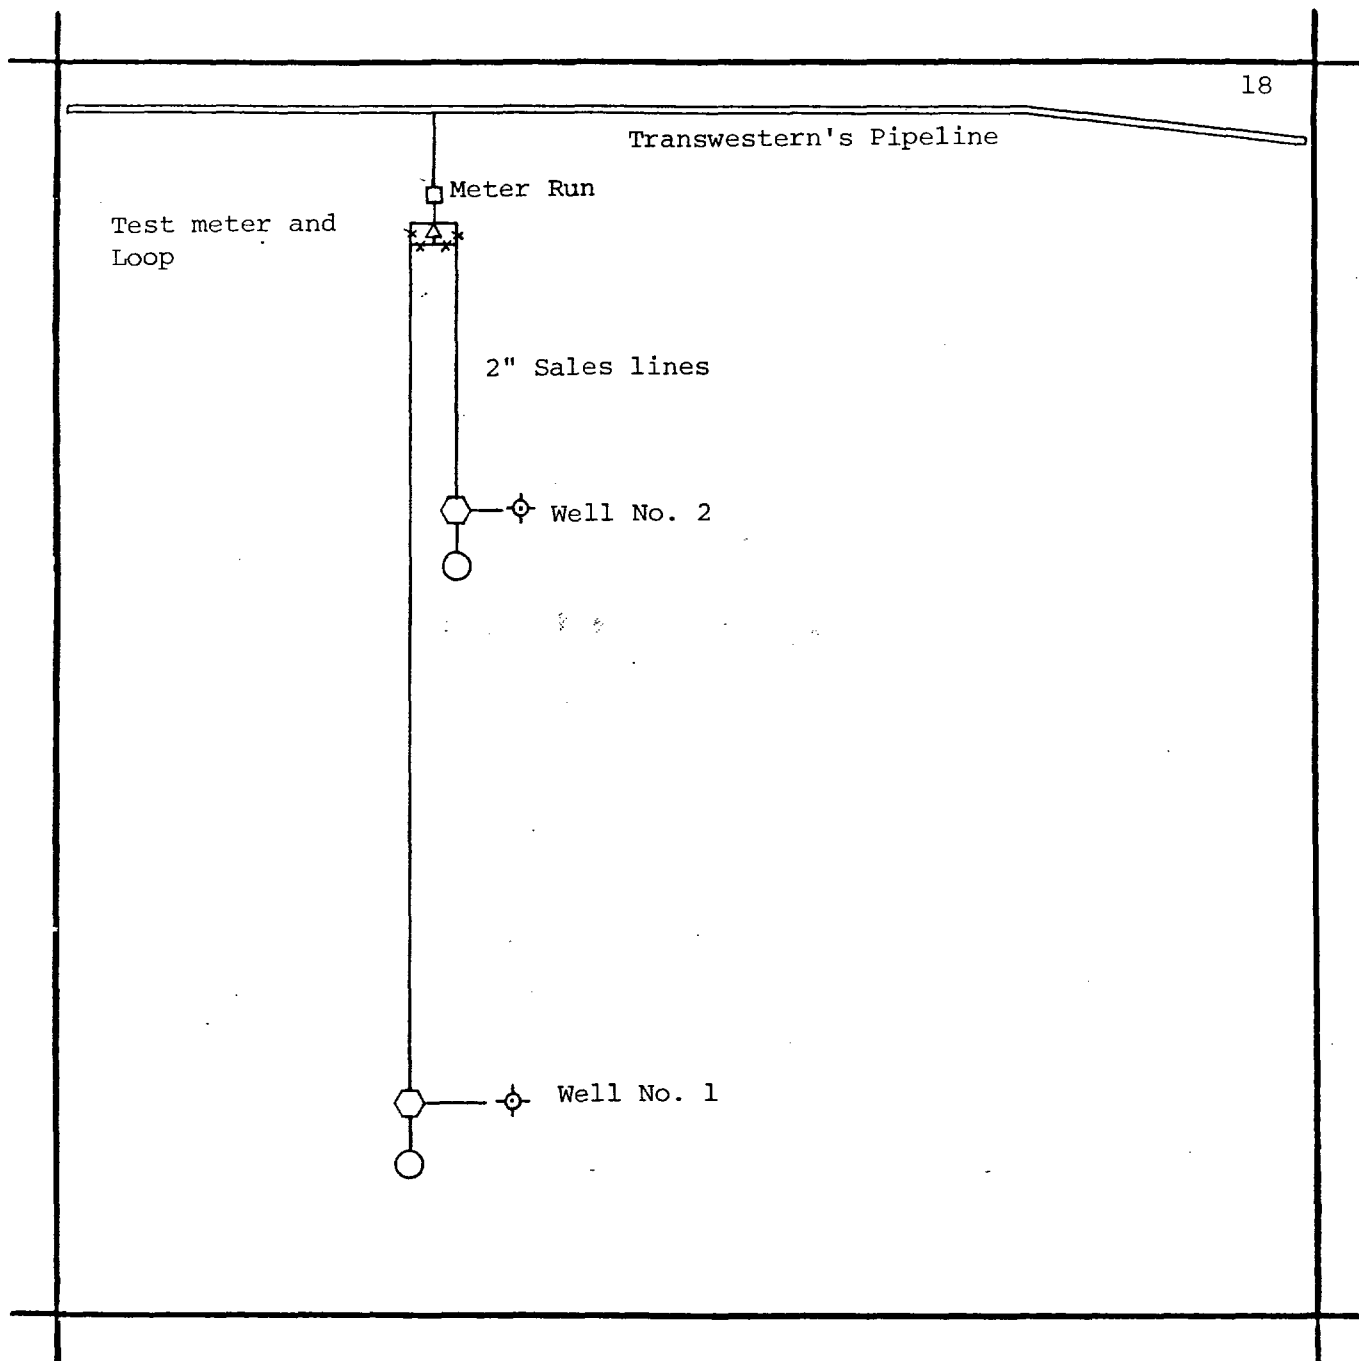 18
Transwestern's Pipeline
Meter Run
Test meter and
Loop
2" Sales lines
Well No. 2
Well No. 1